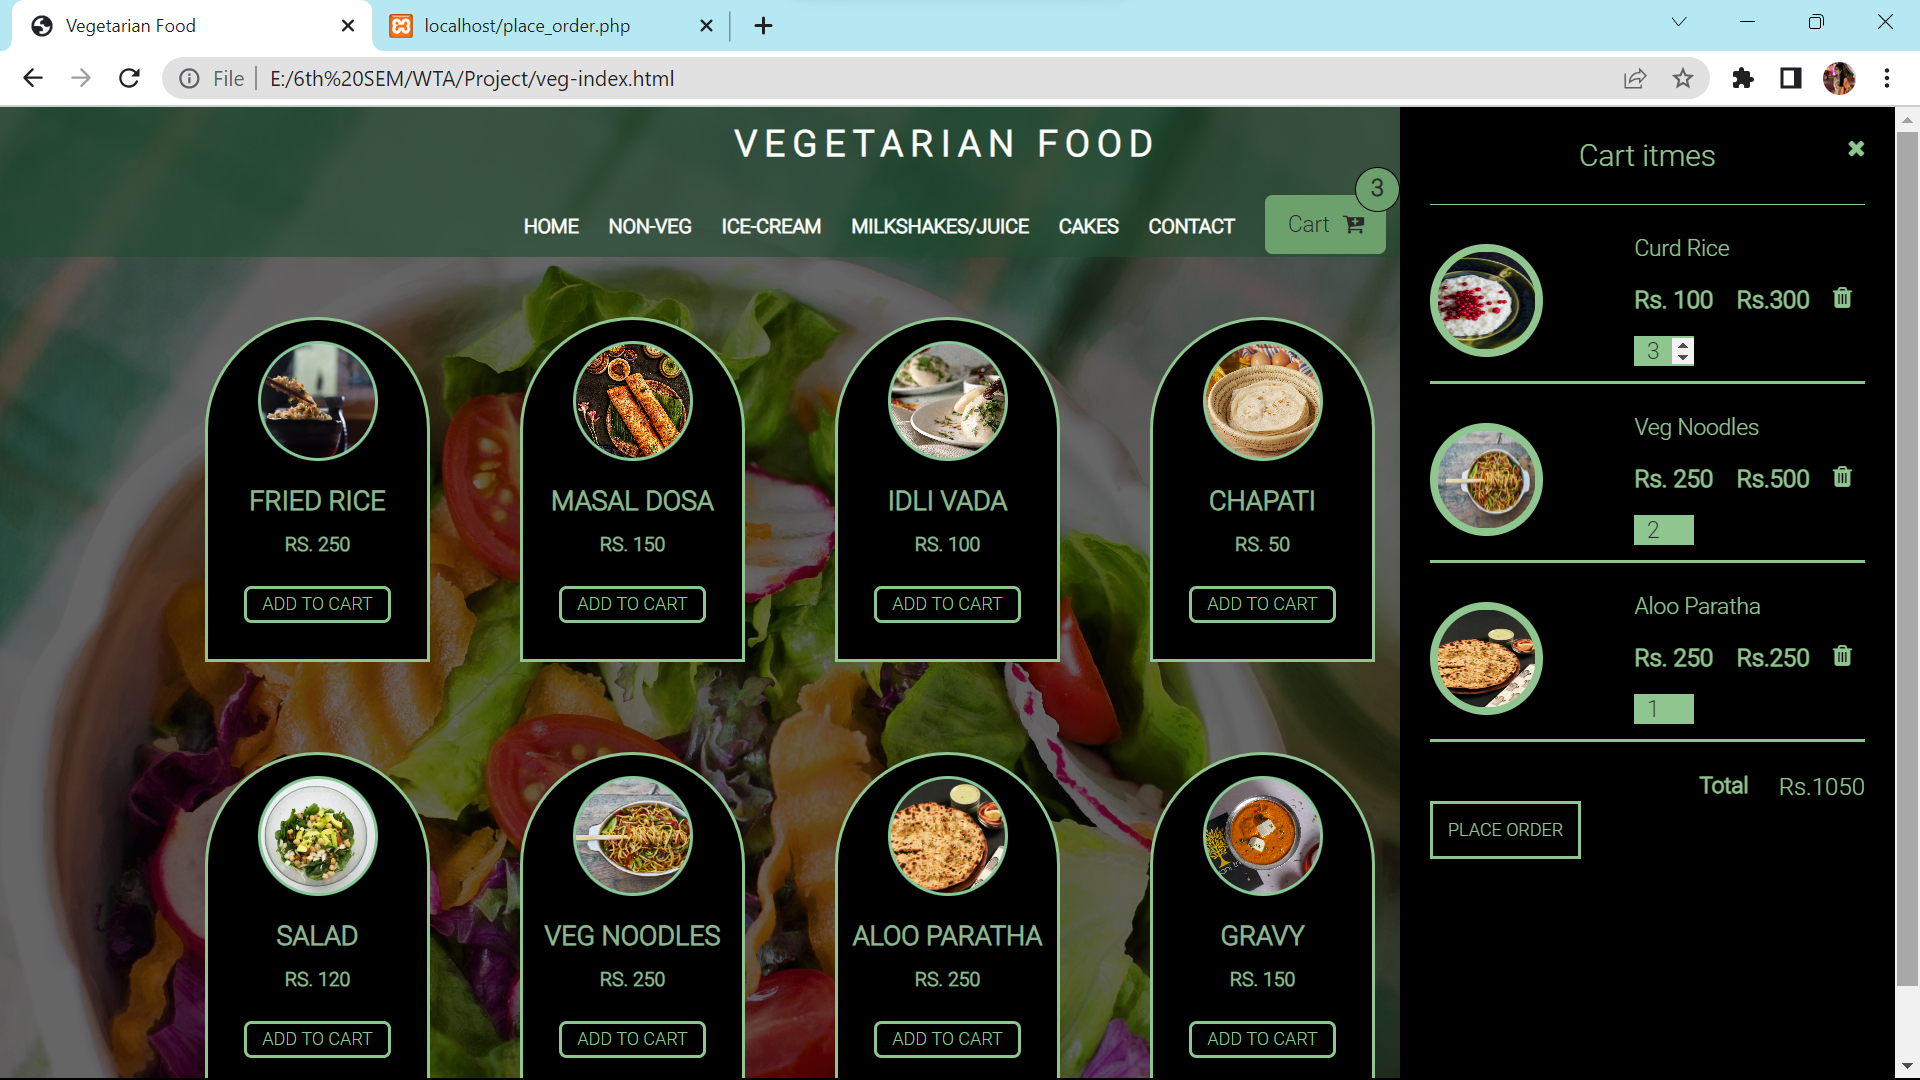 Vegetarian Food
localhost/place_order.php
File
E:/6th%20SEM/WTA/Project/veg-index.html
VEGETARIAN FOOD
HOME NON-VEG ICE-CREAM MILKSHAKES/JUICE CAKES CONTACT
Cart
3
FRIED RICE
RS. 250
ADD TO CART
MASAL DOSA
RS. 150
ADD TO CART
IDLI VADA
RS. 100
ADD TO CART
CHAPATI
RS. 50
ADD TO CART
SALAD
RS. 120
ADD TO CART
VEG NOODLES
RS. 250
ADD TO CART
ALOO PARATHA
RS. 250
ADD TO CART
GRAVY
RS. 150
ADD TO CART
Cart itmes
Curd Rice
Rs. 100 Rs.300
3
Veg Noodles
Rs. 250 Rs.500
2
Aloo Paratha
Rs. 250 Rs.250
1
Total Rs.1050
PLACE ORDER